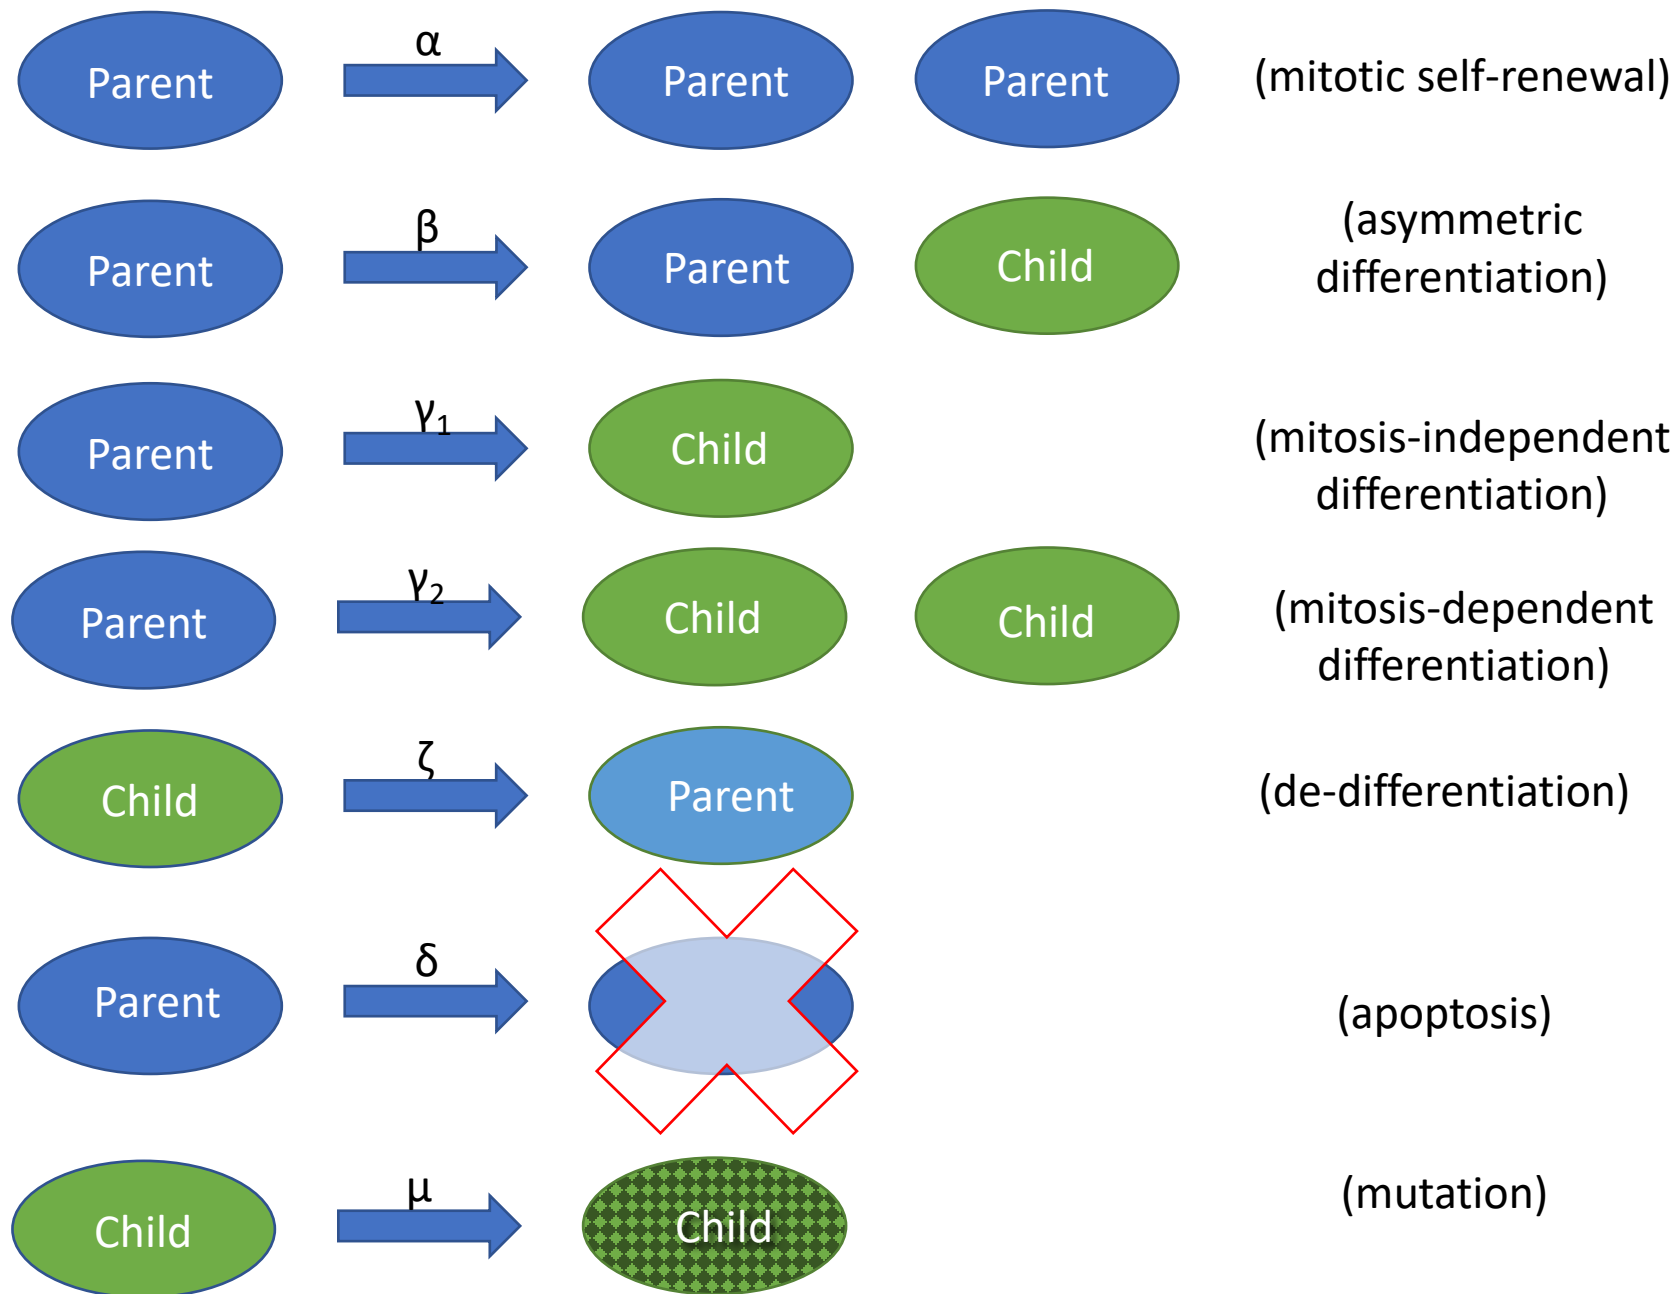 α
Parent Parent Parent (mitotic self-renewal)
β
Parent Parent Child (asymmetric
differentiation)
γ1
Parent Child (mitosis-independent
differentiation)
γ2
Parent Child Child (mitosis-dependent
differentiation)
ζ
Child Parent (de-differentiation)
δ
Parent (apoptosis)
μ
Child Child (mutation)